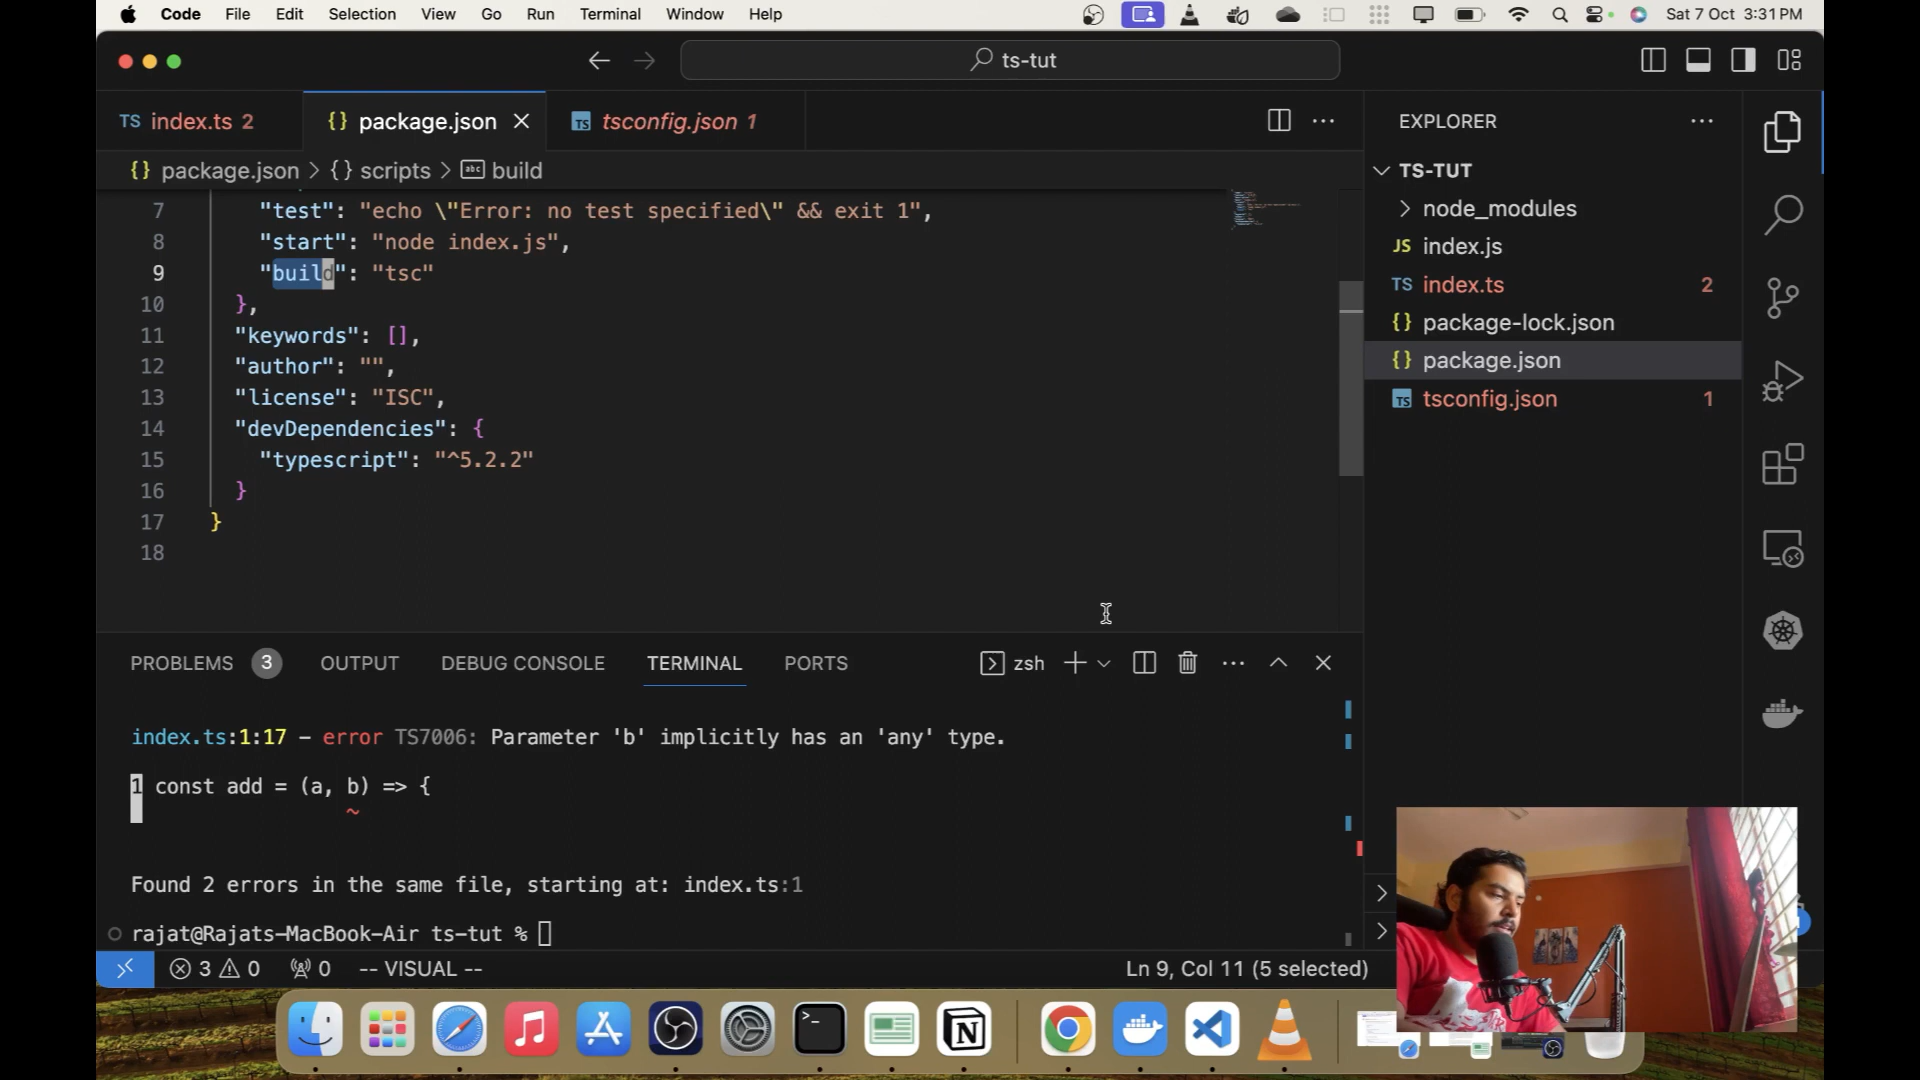 Code File Edit Selection View Go Run Terminal Window Help Sat 7 Oct 3:31 PM
ts-tut
TS index.ts 2 {} package.json tsconfig.json 1
{} package.json > {} scripts > build
7 "test": "echo \"Error: no test specified\" && exit 1",
8 "start": "node index.js",
9 "build": "tsc"
10 },
11 "keywords": [],
12 "author": "",
13 "license": "ISC",
14 "devDependencies": {
15 "typescript": "^5.2.2"
16 }
17 }
18
EXPLORER
TS-TUT
node_modules
JS index.js
TS index.ts 2
{} package-lock.json
{} package.json
TS tsconfig.json 1
PROBLEMS 3 OUTPUT DEBUG CONSOLE TERMINAL PORTS zsh
index.ts:1:17 - error TS7006: Parameter 'b' implicitly has an 'any' type.
1 const add = (a, b) => {
~
Found 2 errors in the same file, starting at: index.ts:1
rajat@Rajats-MacBook-Air ts-tut %
3 0 0 -- VISUAL -- Ln 9, Col 11 (5 selected)